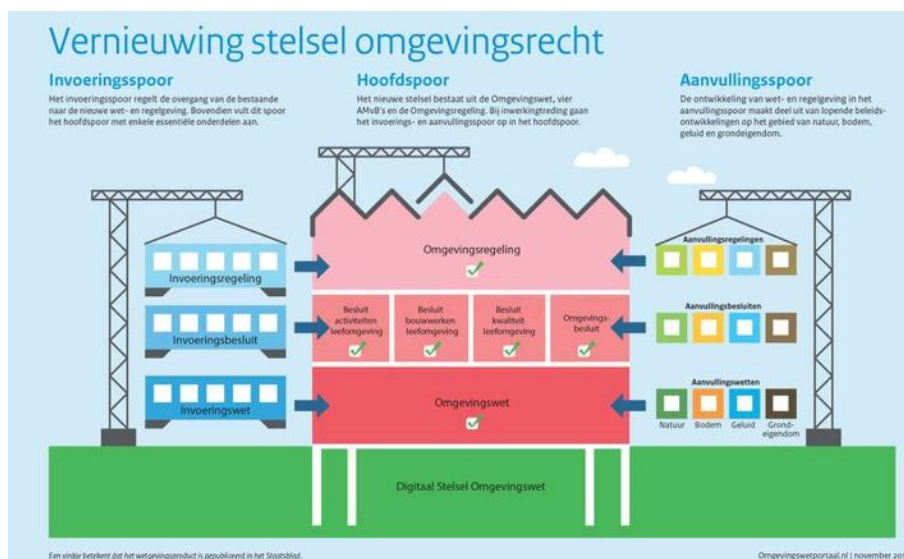 Vernieuwing stelsel omgevingsrecht
Invoeringsspoor
Het invoeringsspoor regelt de overgang van de bestaande
naar de nieuwe wet- en regelgeving. Bovendien vult dit spoor
het hoofdspoor met enkele essentiële onderdelen aan.
Hoofdspoor
Het nieuwe stelsel bestaat uit de Omgevingswet, vier
AMvB's en de Omgevingsregeling. Bij inwerkingtreding gaan
het invoerings- en aanvullingsspoor op in het hoofdspoor.
Aanvullingsspoor
De ontwikkeling van wet- en regelgeving in het
aanvullingsspoor maakt deel uit van lopende beleids-
ontwikkelingen op het gebied van natuur, bodem,
geluid en grondeigendom.
Invoeringsregeling
Omgevingsregeling
Aanvullingsregelingen
Invoeringsbesluit
Besluit
activiteiten
leefomgeving
Besluit
bouwwerken
leefomgeving
Besluit
kwaliteit
leefomgeving
Omgevings-
besluit
Aanvullingsbesluiten
Invoeringswet
Omgevingswet
Aanvullingswetten
Natuur
Bodem
Geluid
Grond-
eigendom
Digitaal Stelsel Omgevingswet
Een vinkje betekent dat het wetgevingsproduct is gepubliceerd in het Staatsblad.
Omgevingswetportaal.nl | november